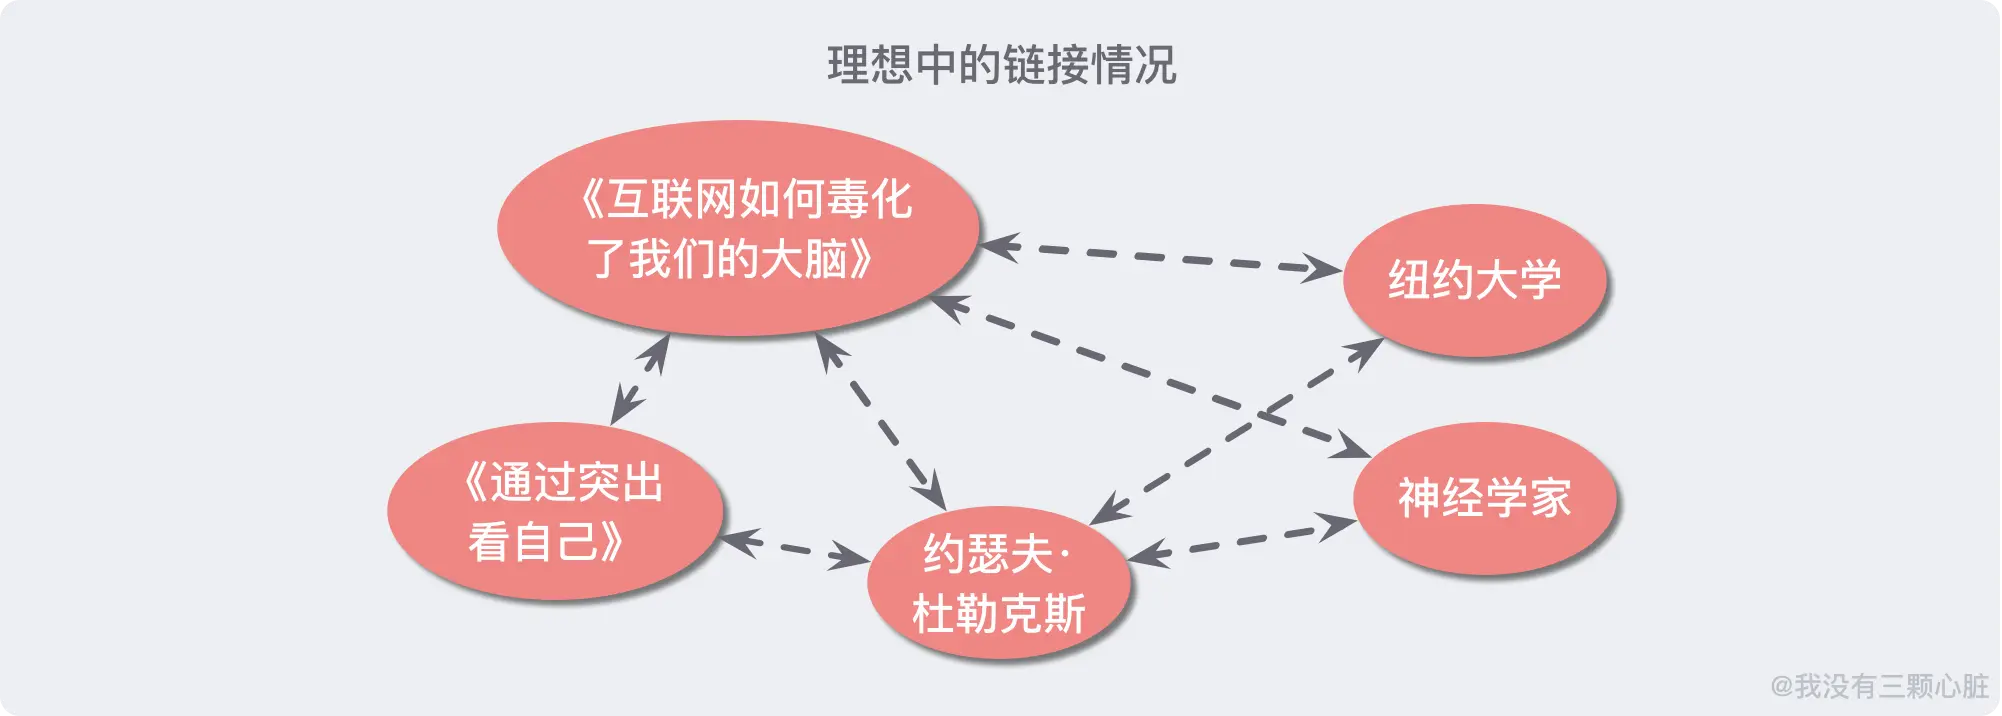 理想中的链接情况
《互联网如何毒化
了我们的大脑》
纽约大学
《通过突出
看自己》
神经学家
约瑟夫·
杜勒克斯
@我没有三颗心脏